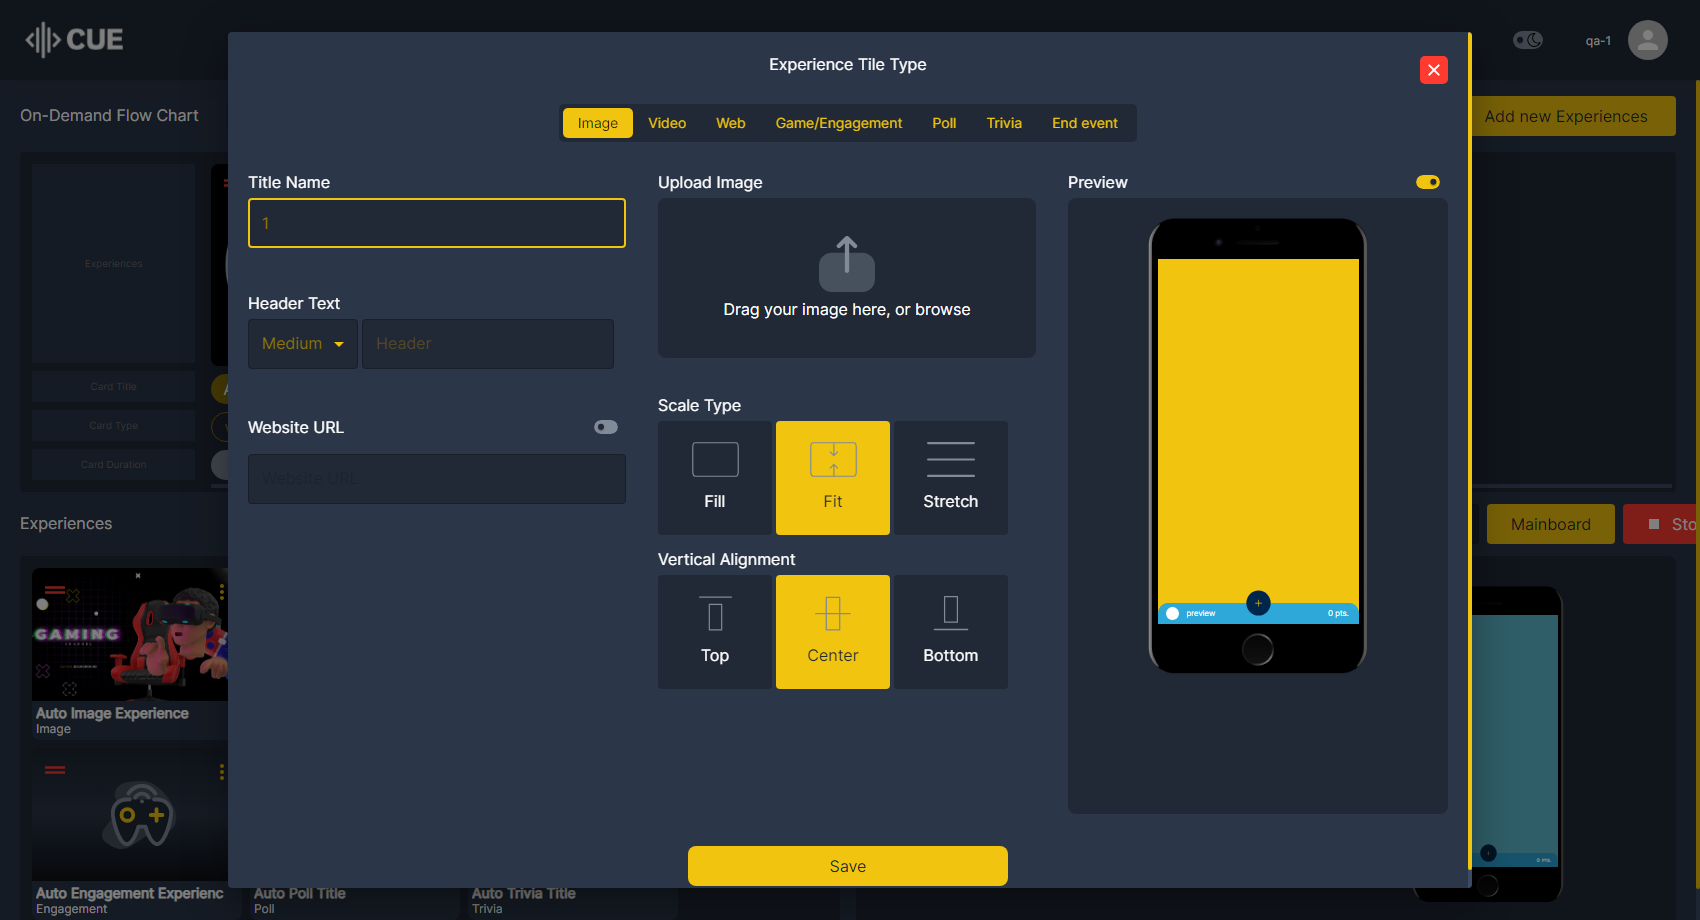 CUE
qa-1
Experience Tile Type
On-Demand Flow Chart
Add new Experiences
Image
Video
Web
Game/Engagement
Poll
Trivia
End event
Title Name
1
Header Text
Medium
Header
Website URL
Website URL
Upload Image
Drag your image here, or browse
Scale Type
Fill
Fit
Stretch
Vertical Alignment
Top
Center
Bottom
Preview
preview
0 pts.
Save
Experiences
Card Title
Card Type
Card Duration
Experiences
Mainboard
Sto
GAMING
Auto Image Experience
Image
Auto Engagement Experienc
Engagement
Auto Poll Title
Poll
Auto Trivia Title
Trivia
0 pts.